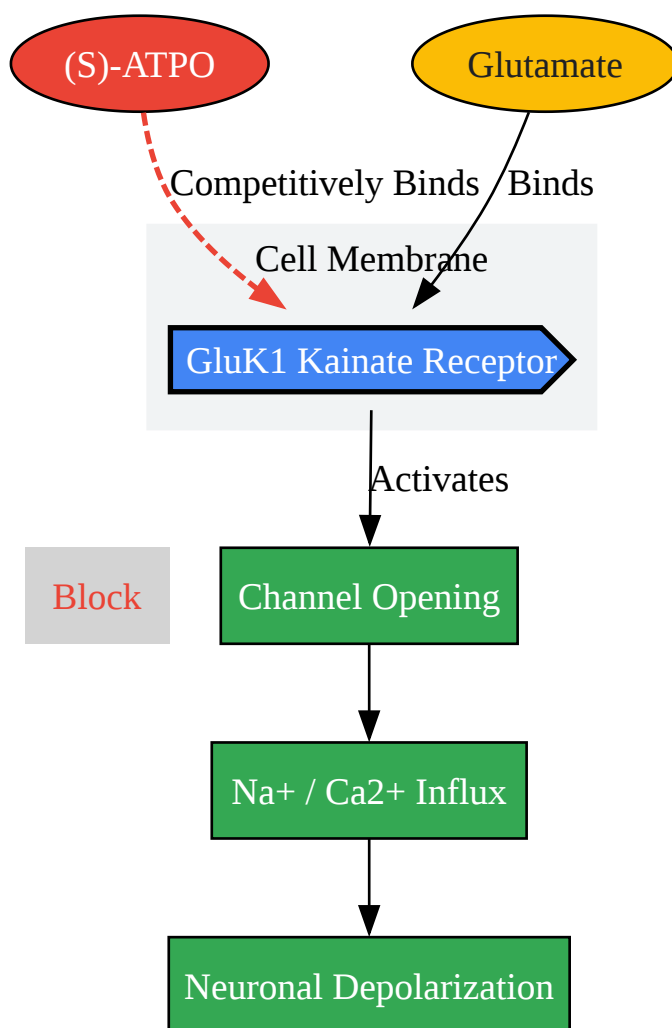 (S)-ATPO
Glutamate
Competitively Binds
Binds
Cell Membrane
GluK1 Kainate Receptor
Activates
Block
Channel Opening
Na+ / Ca2+ Influx
Neuronal Depolarization